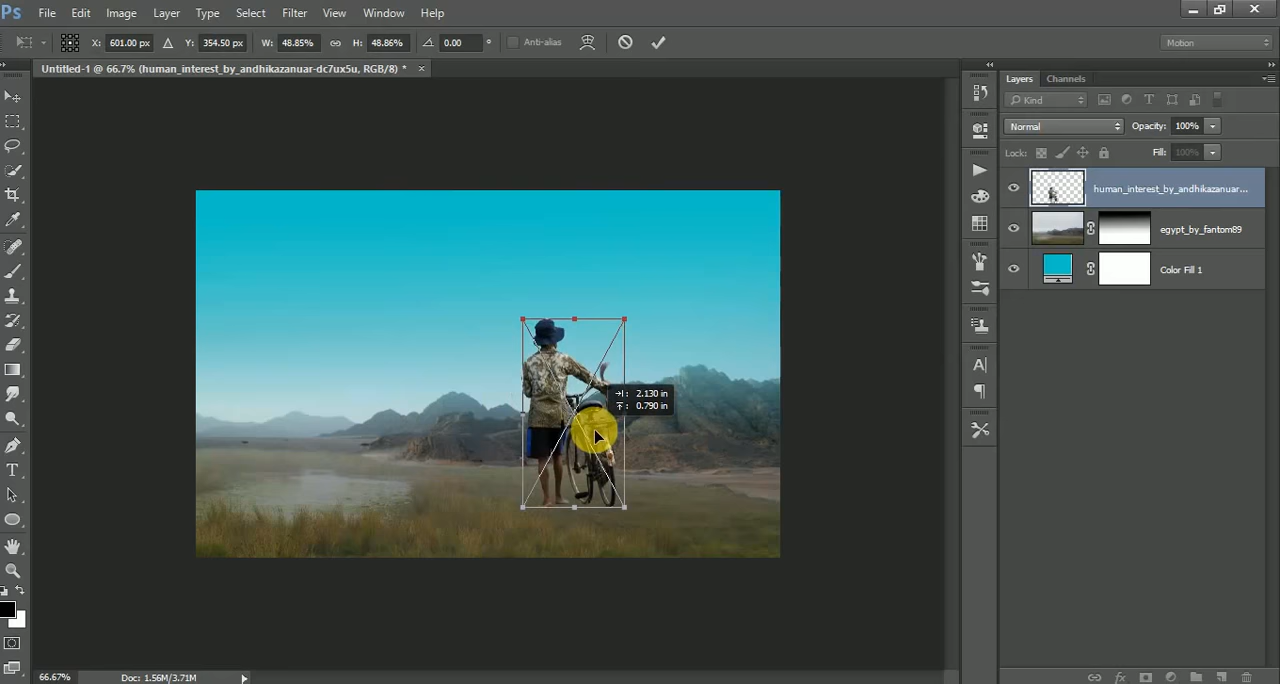 Ps File Edit Image Layer Type Select Filter View Window Help
X: 601.00 px Y: 354.50 px W: 48.85% H: 48.86% 0.00 ° Anti-alias Motion
Untitled-1 @ 66.7% (human_interest_by_andhikazanuar-dc7ux5u, RGB/8) * ×
Layers Channels
Kind
Normal Opacity: 100%
Lock: Fill: 100%
human_interest_by_andhikazanuar...
egypt_by_fantom89
Color Fill 1
2.130 in
0.790 in
66.67% Doc: 1.56M/3.71M